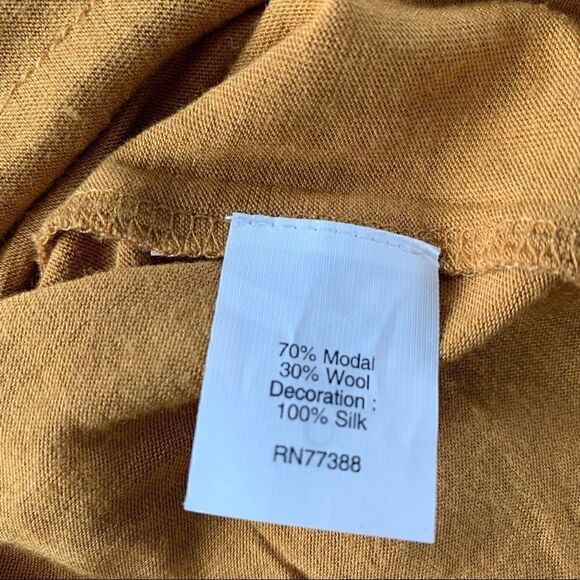 70% Modal
30% Wool
Decoration :
100% Silk
RN77388